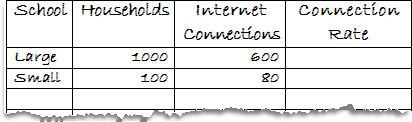 School Households Internet Connections Connection Rate
Large 1000 600
Small 100 80